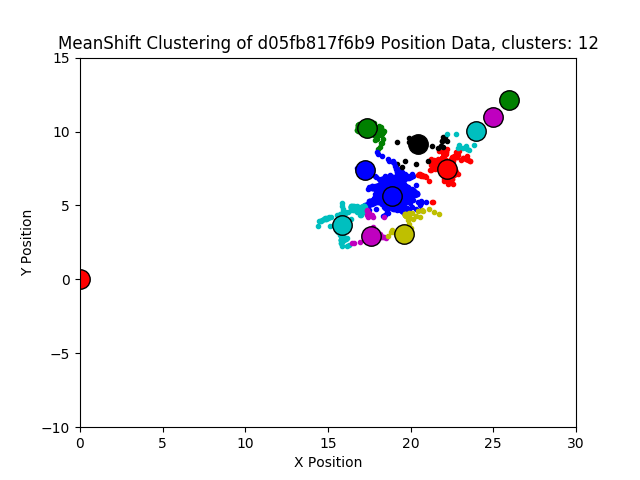 MeanShift Clustering of d05fb817f6b9 Position Data, clusters: 12
15
10
5
0
−5
−10
Y Position
0 5 10 15 20 25 30
X Position